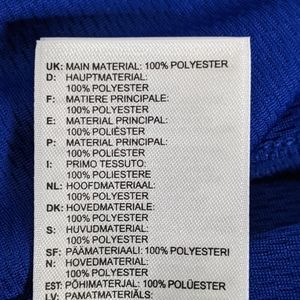 UK: MAIN MATERIAL: 100% POLYESTER
D: HAUPTMATERIAL:
100% POLYESTER
F: MATIERE PRINCIPALE:
100% POLYESTER
E: MATERIAL PRINCIPAL:
100% POLIÉSTER
P: MATERIAL PRINCIPAL:
100% POLIÉSTER
I: PRIMO TESSUTO:
100% POLIESTERE
NL: HOOFDMATERIAAL:
100% POLYESTER
DK: HOVEDMATERIALE:
100% POLYESTER
S: HUVUDMATERIAL:
100% POLYESTER
SF: PÄÄMATERIAALI: 100% POLYESTERI
N: HOVEDMATERIAL:
100% POLYESTER
EST: PÕHIMATERJAL: 100% POLÜESTER
LV: PAMATMATERIĀLS: